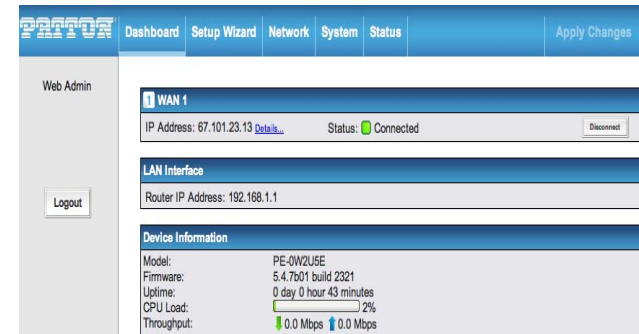 PATTON
Dashboard Setup Wizard Network System Status Apply Changes
Web Admin
Logout
1 WAN 1
IP Address: 67.101.23.13 Details... Status: Connected Disconnect
LAN Interface
Router IP Address: 192.168.1.1
Device Information
Model: PE-0W2U5E
Firmware: 5.4.7b01 build 2321
Uptime: 0 day 0 hour 43 minutes
CPU Load: 2%
Throughput: 0.0 Mbps 0.0 Mbps